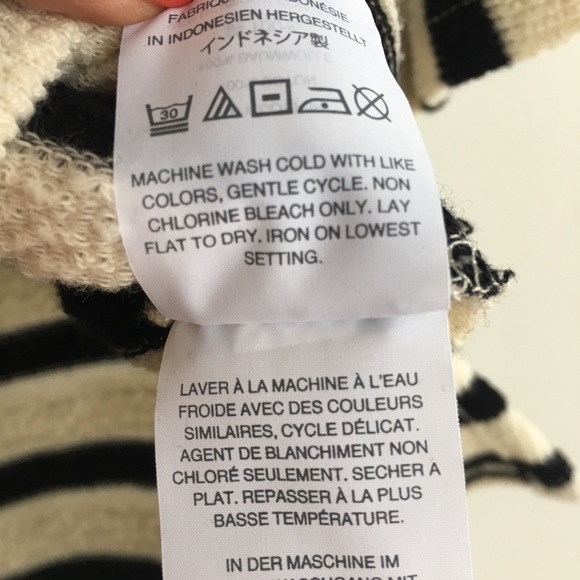 IN INDONESIEN HERGESTELLT
インドネシア製
30
MACHINE WASH COLD WITH LIKE
COLORS, GENTLE CYCLE. NON
CHLORINE BLEACH ONLY. LAY
FLAT TO DRY. IRON ON LOWEST
SETTING.
LAVER À LA MACHINE À L'EAU
FROIDE AVEC DES COULEURS
SIMILAIRES, CYCLE DÉLICAT.
AGENT DE BLANCHIMENT NON
CHLORÉ SEULEMENT. SECHER A
PLAT. REPASSER À LA PLUS
BASSE TEMPÉRATURE.
IN DER MASCHINE IM